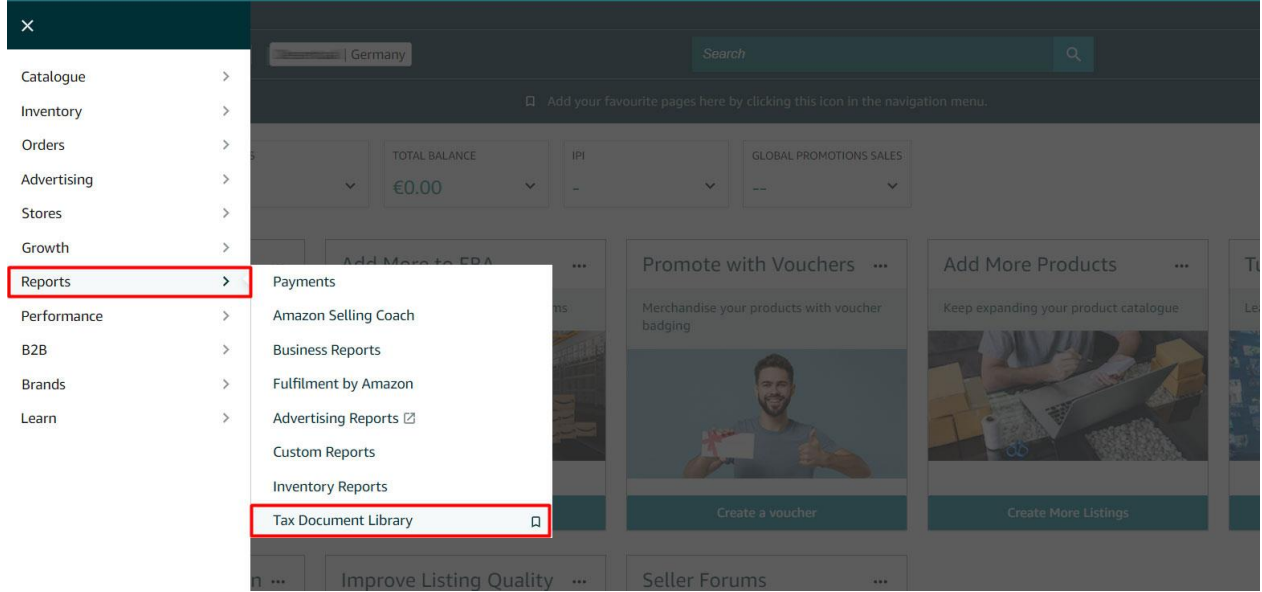 | Germany
Search
Add your favourite pages here by clicking this icon in the navigation menu.
Catalogue
Inventory
Orders
Advertising
Stores
Growth
Reports
Performance
B2B
Brands
Learn
Payments
Amazon Selling Coach
Business Reports
Fulfilment by Amazon
Advertising Reports
Custom Reports
Inventory Reports
Tax Document Library
TOTAL BALANCE
€0.00
IPI
-
GLOBAL PROMOTIONS SALES
--
Add More to FBA
Promote with Vouchers
Merchandise your products with voucher
badging
Create a voucher
Add More Products
Keep expanding your product catalogue
Create More Listings
Improve Listing Quality
Seller Forums